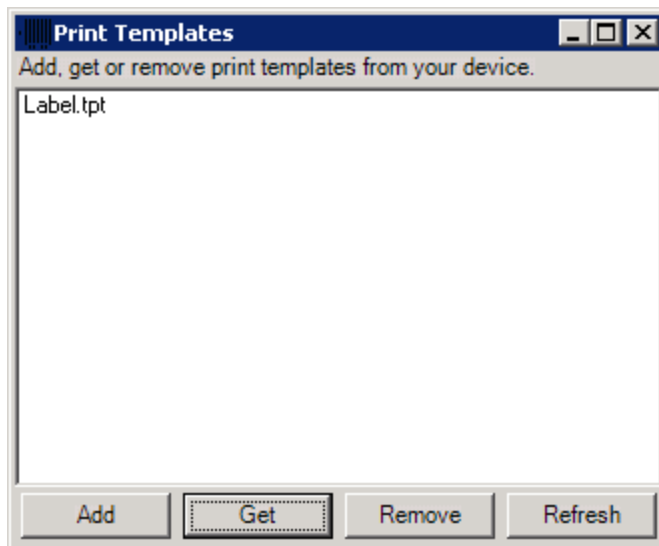 Print Templates
Add, get or remove print templates from your device.
Label.tpt
Add Get Remove Refresh